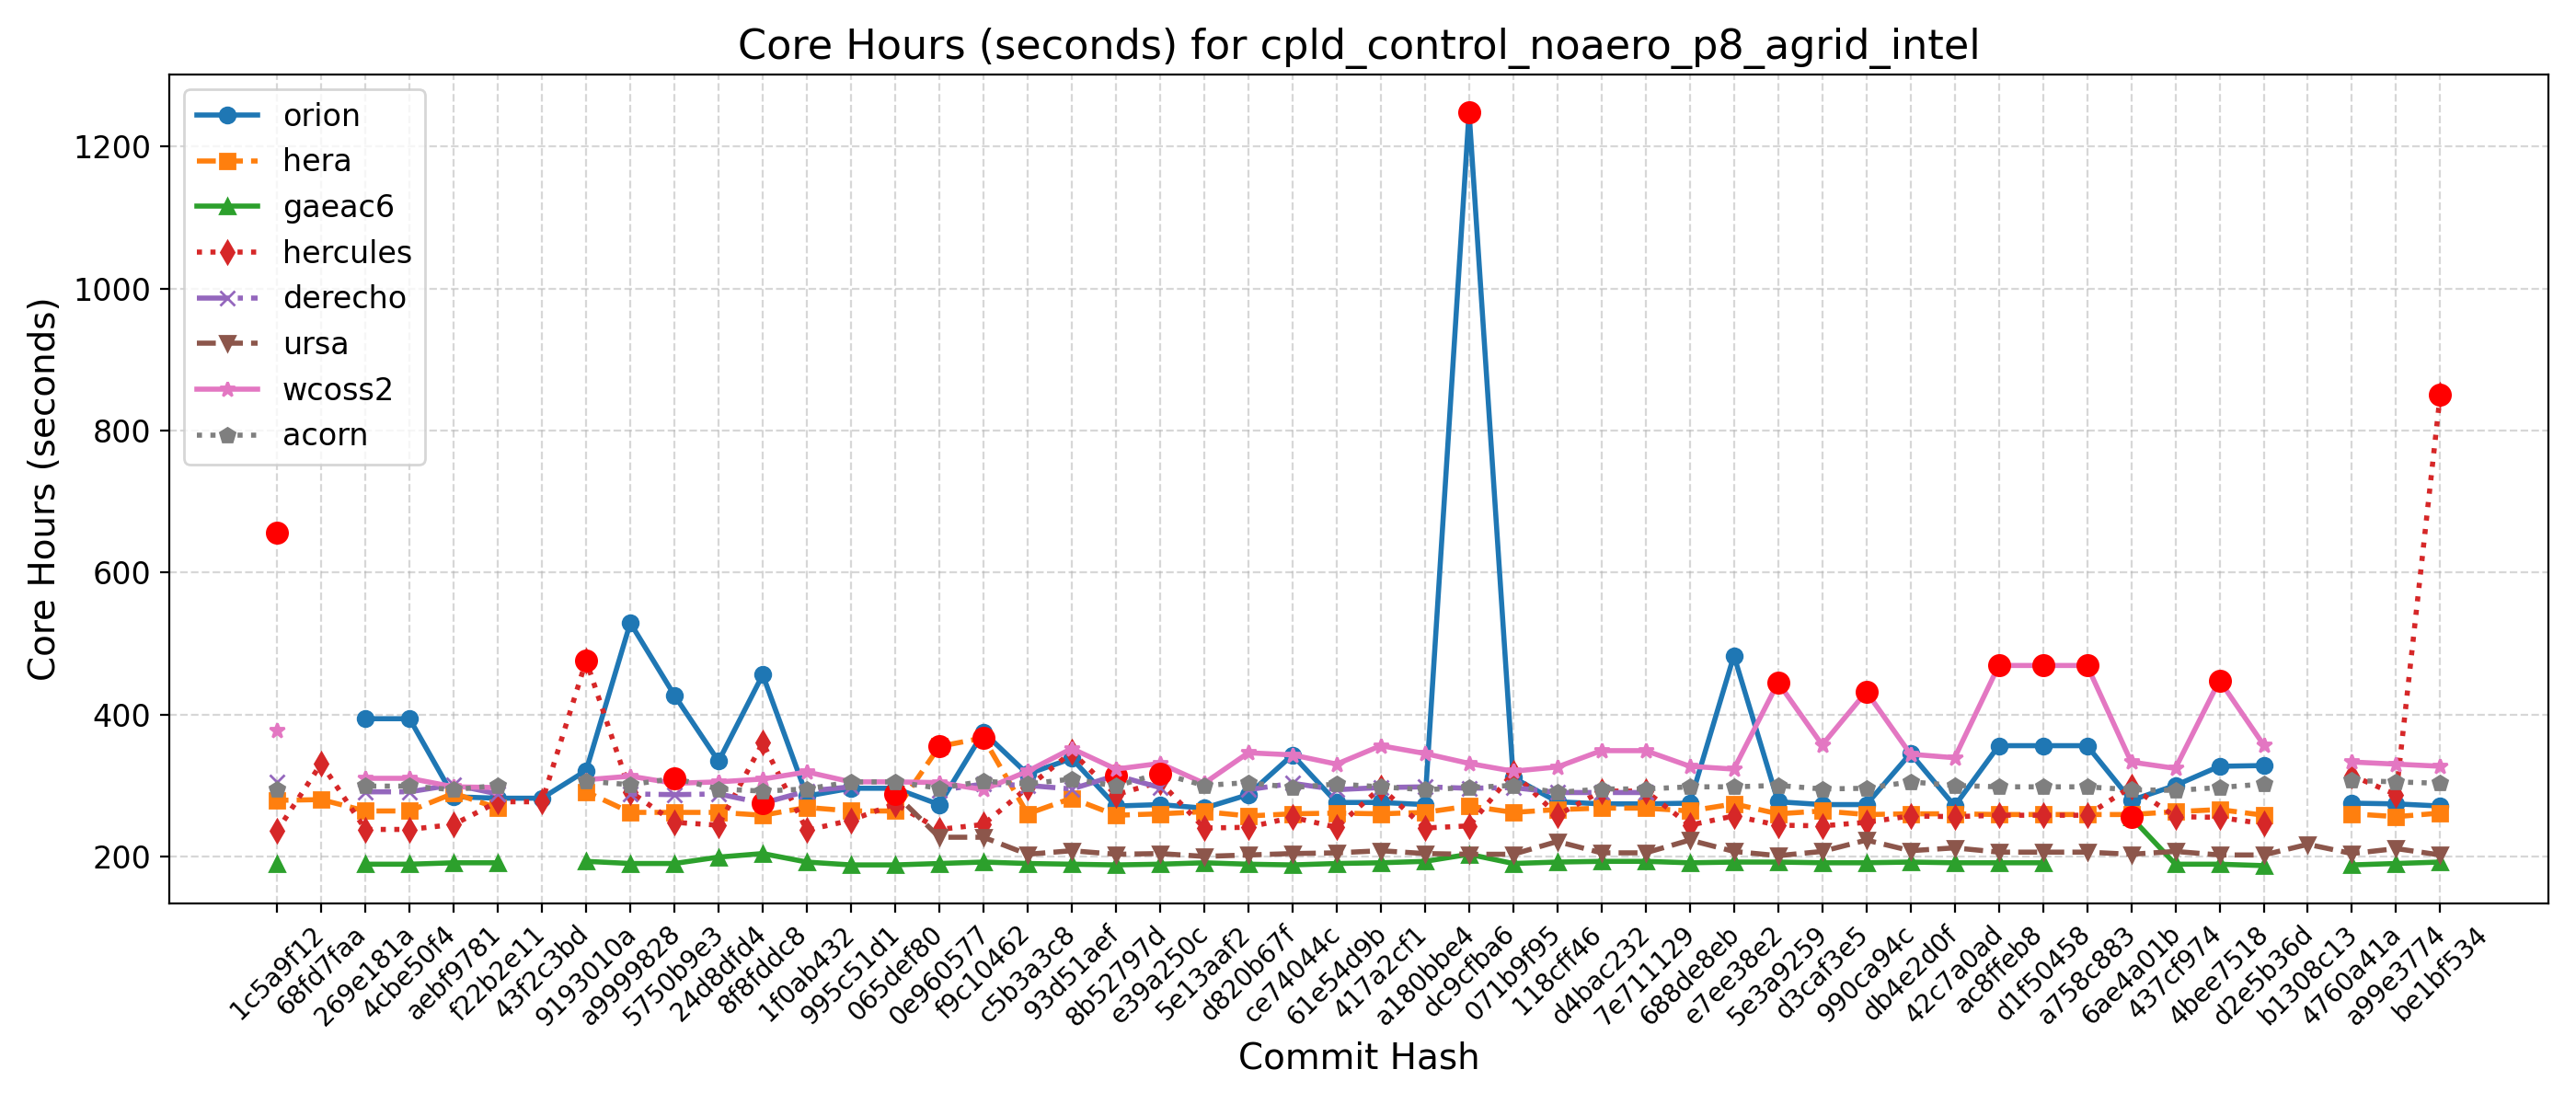 Core Hours (seconds) for cpld_control_noaero_p8_agrid_intel
orion
hera
gaeac6
hercules
derecho
ursa
wcoss2
acorn
Core Hours (seconds)
1200
1000
800
600
400
200
1c5a9f12
68fd7faa
269e181a
4cbe50f4
aebf9781
f22b2e11
43f2c3bd
9193010a
a9999828
5750b9e3
24d8dfd4
8f8fddc8
1f0ab432
995c51d1
065def80
0e960577
f9c10462
c5b3a3c8
93d51aef
8b52797d
e39a250c
5e13aaf2
d820b67f
ce74044c
61e54d9b
417a2cf1
a180bbe4
dc9cfba6
071b9f95
118cff46
d4bac232
7e711129
688de8eb
e7ee38e2
5e3a9259
d3caf3e5
990ca94c
db4e2d0f
42c7a0ad
ac8ffeb8
d1f50458
a758c883
6ae4a01b
437cf974
4bee7518
d2e5b36d
b1308c13
4760a41a
a99e3774
be1bf534
Commit Hash